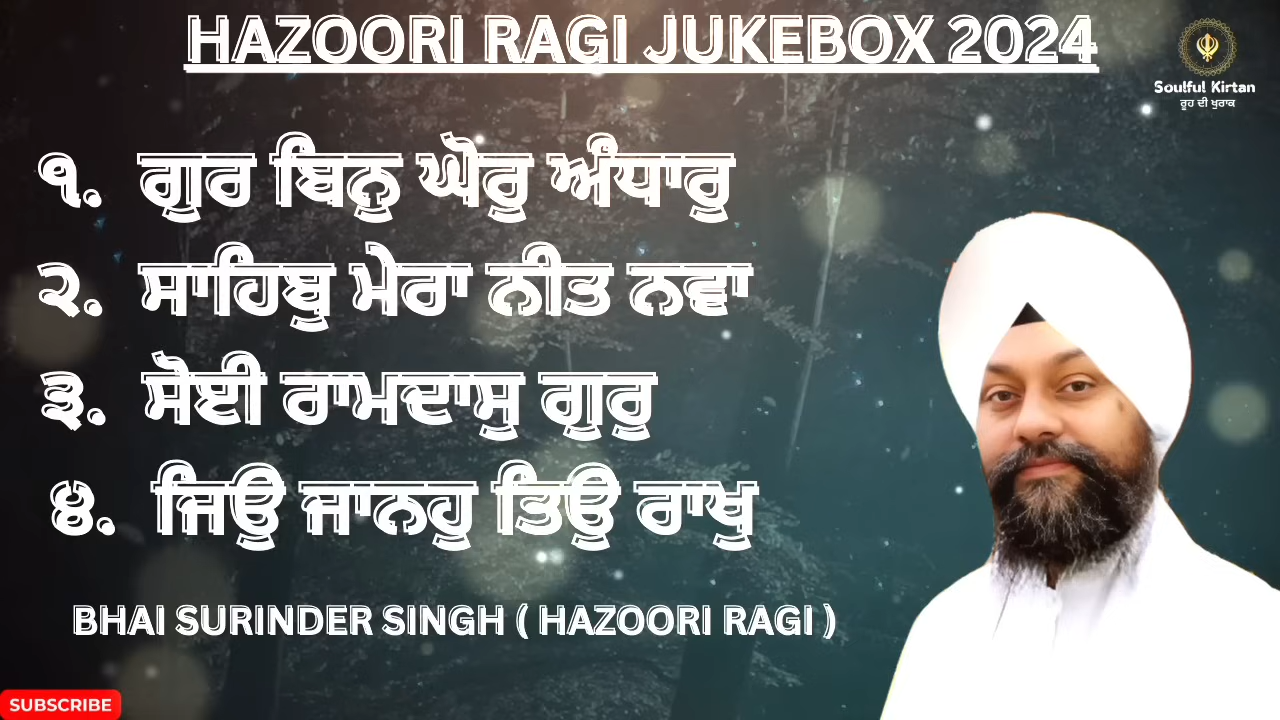 HAZOORI RAGI JUKEBOX 2024
Soulful Kirtan
ਰੂਹ ਦੀ ਖੁਰਾਕ
੧. ਗੁਰ ਬਿਨੁ ਘੋਰੁ ਅੰਧਾਰੁ
੨. ਸਾਹਿਬੁ ਮੇਰਾ ਨੀਤ ਨਵਾ
੩. ਸੋਈ ਰਾਮਦਾਸੁ ਗੁਰੁ
੪. ਜਿਉ ਜਾਨਹੁ ਤਿਉ ਰਾਖੁ
BHAI SURINDER SINGH ( HAZOORI RAGI )
SUBSCRIBE